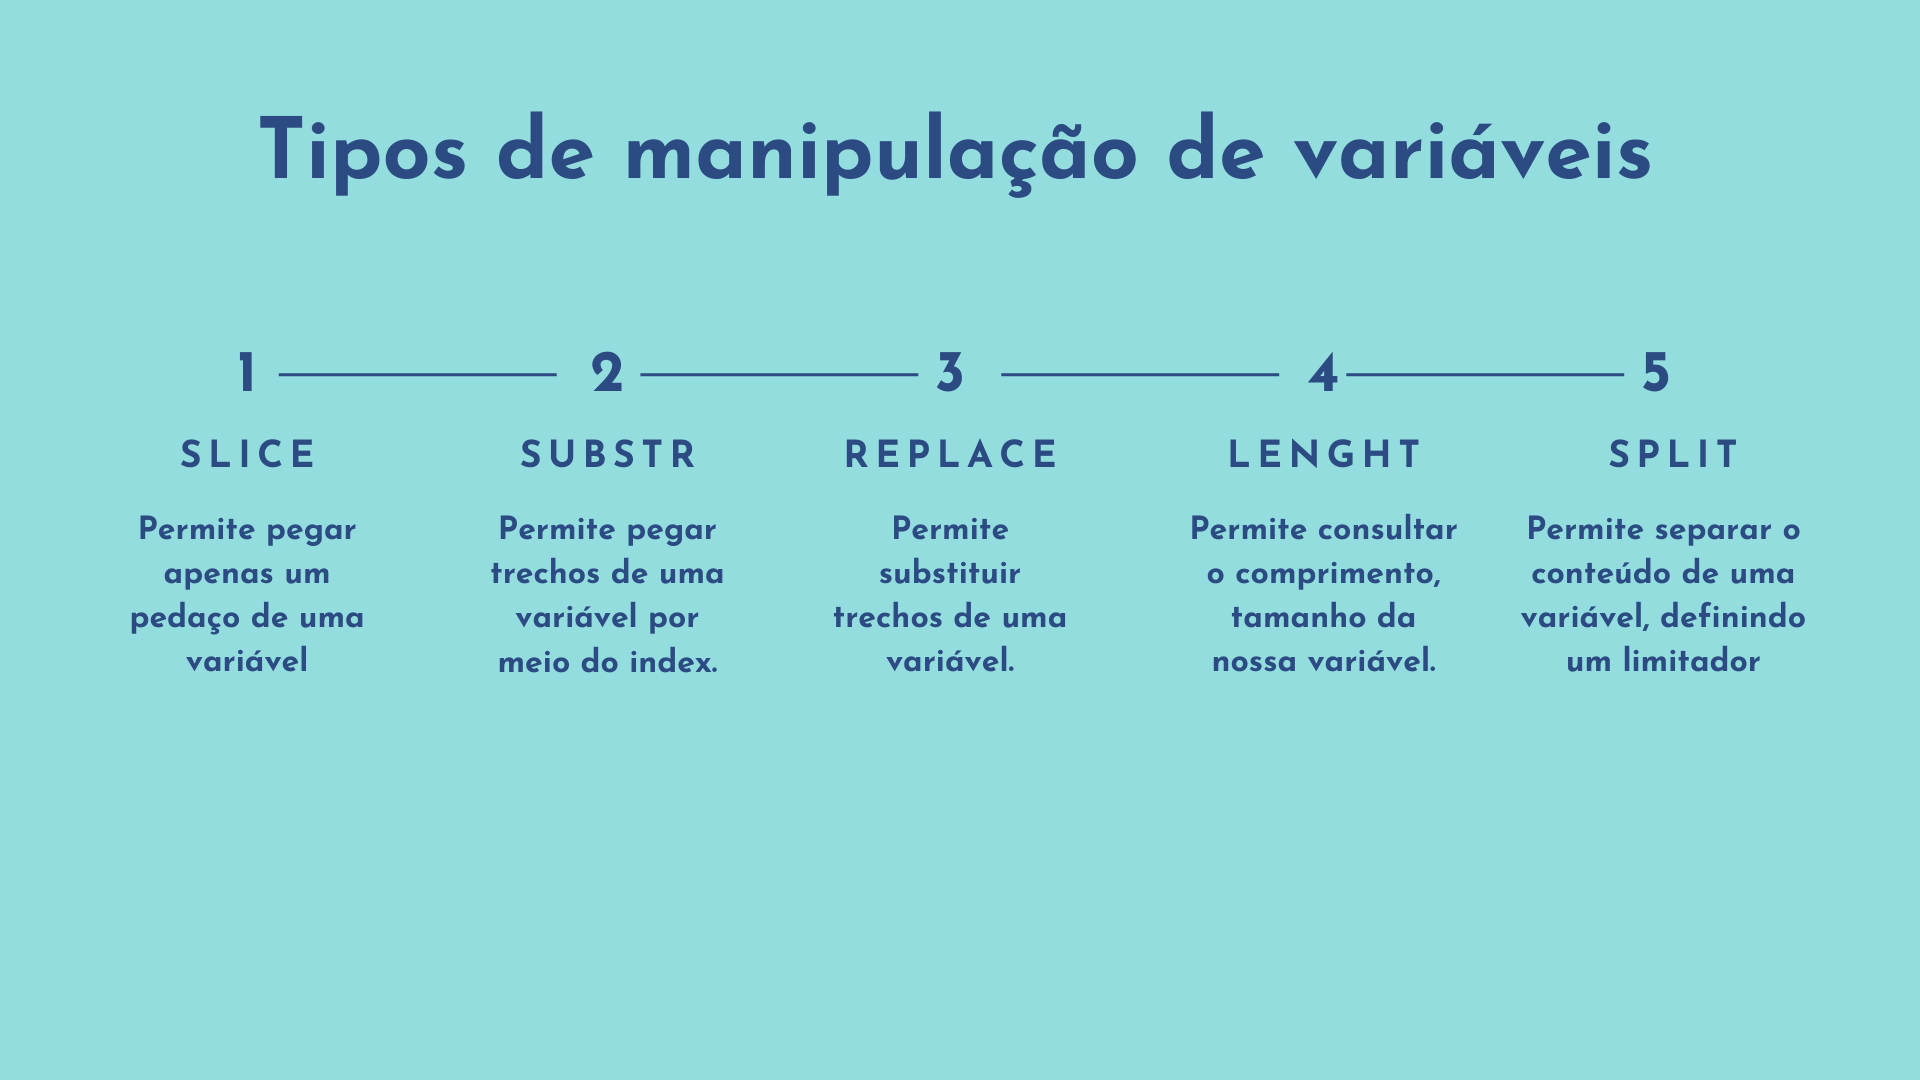 Tipos de manipulação de variáveis
1
SLICE
Permite pegar
apenas um
pedaço de uma
variável
2
SUBSTR
Permite pegar
trechos de uma
variável por
meio do index.
3
REPLACE
Permite
substituir
trechos de uma
variável.
4
LENGHT
Permite consultar
o comprimento,
tamanho da
nossa variável.
5
SPLIT
Permite separar o
conteúdo de uma
variável, definindo
um limitador